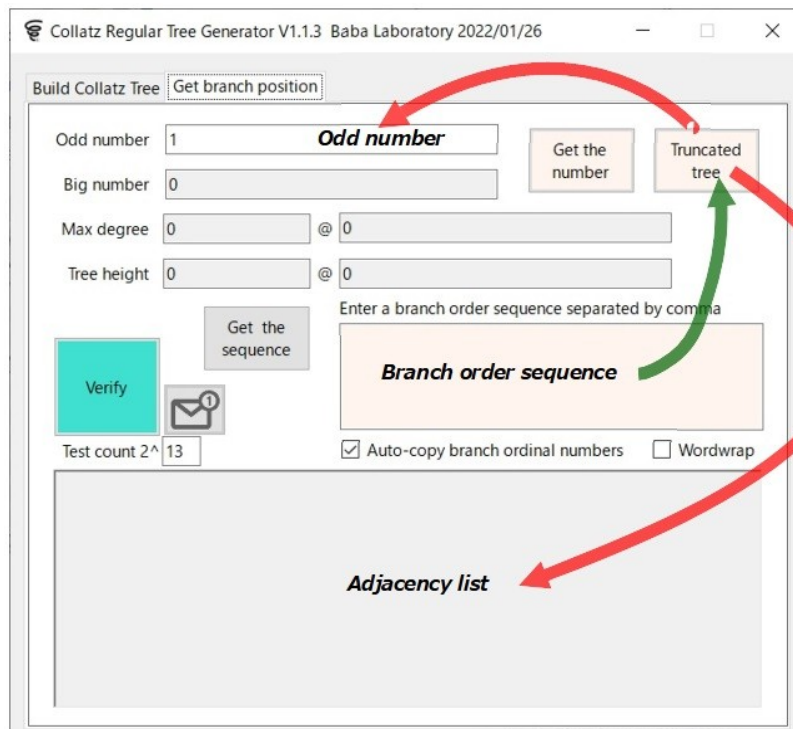 Collatz Regular Tree Generator V1.1.3 Baba Laboratory 2022/01/26
Build Collatz Tree
Get branch position
Odd number
1
Odd number
Get the
number
Truncated
tree
Big number
0
Max degree
0
@
0
Tree height
0
@
0
Enter a branch order sequence separated by comma
Get the
sequence
Branch order sequence
Verify
1
Test count 2^
13
Auto-copy branch ordinal numbers
Wordwrap
Adjacency list